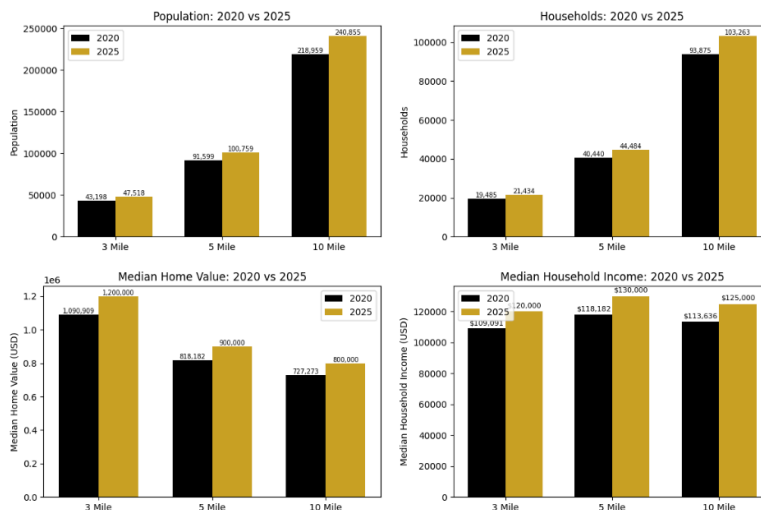 Population: 2020 vs 2025
2020
2025
250000
200000
150000
100000
50000
0
Population
43,198
47,518
91,599
100,759
218,959
240,855
3 Mile
5 Mile
10 Mile
Households: 2020 vs 2025
2020
2025
100000
80000
60000
40000
20000
0
Households
19,485
21,434
40,440
44,484
93,875
103,263
3 Mile
5 Mile
10 Mile
Median Home Value: 2020 vs 2025
1e6
2020
2025
1.2
1.0
0.8
0.6
0.4
0.2
0.0
Median Home Value (USD)
1,090,909
1,200,000
818,182
900,000
727,273
800,000
3 Mile
5 Mile
10 Mile
Median Household Income: 2020 vs 2025
2020
2025
120000
100000
80000
60000
40000
20000
0
Median Household Income (USD)
$109,091
$118,182
$130,000
$113,636
$125,000
3 Mile
5 Mile
10 Mile